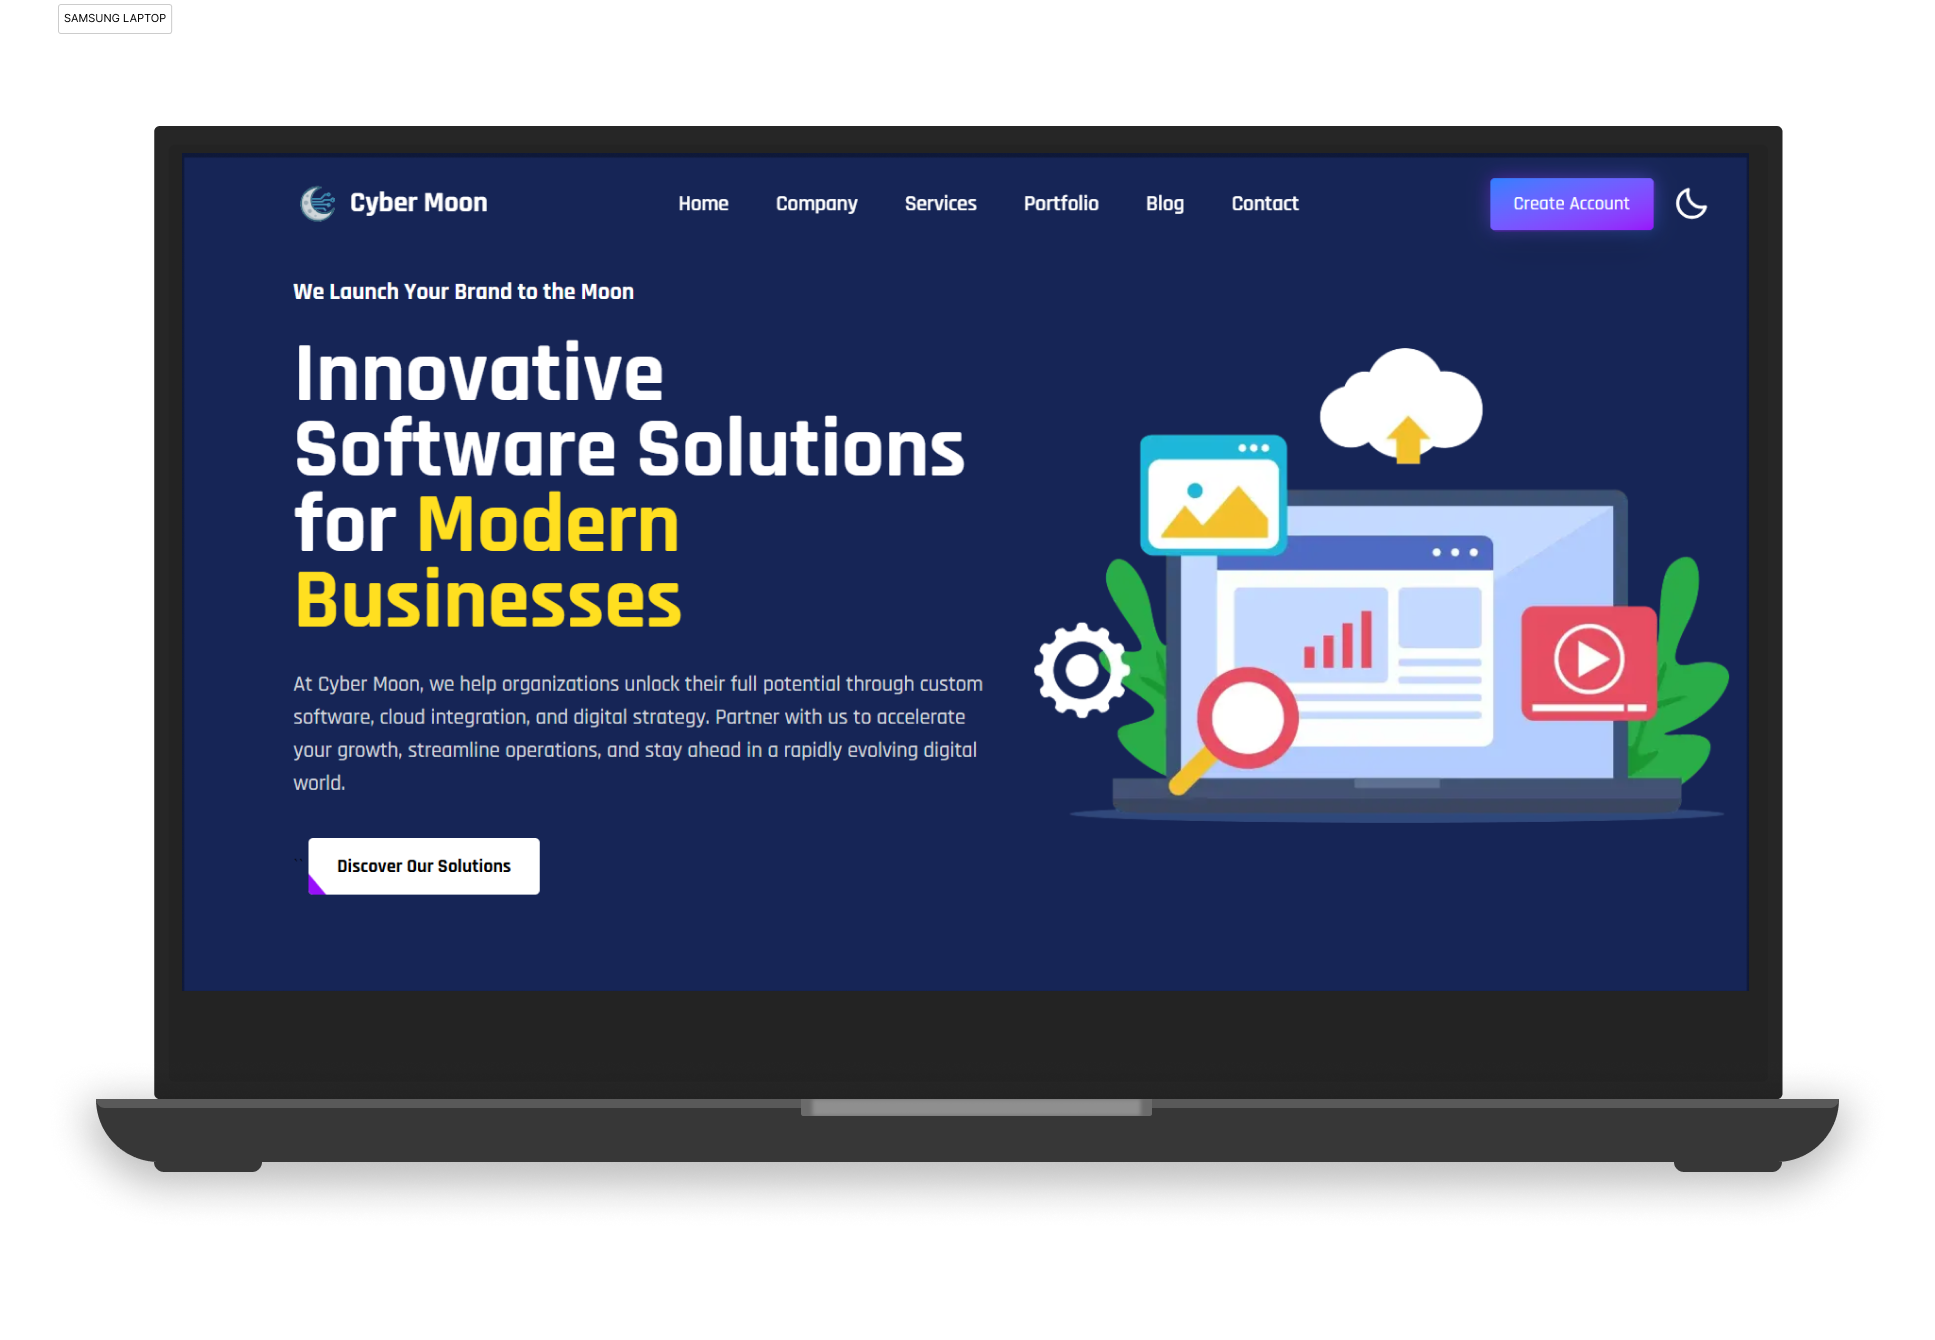 SAMSUNG LAPTOP
Cyber Moon
Home
Company
Services
Portfolio
Blog
Contact
Create Account
We Launch Your Brand to the Moon
Innovative
Software Solutions
for Modern
Businesses
At Cyber Moon, we help organizations unlock their full potential through custom
software, cloud integration, and digital strategy. Partner with us to accelerate
your growth, streamline operations, and stay ahead in a rapidly evolving digital
world.
``
Discover Our Solutions